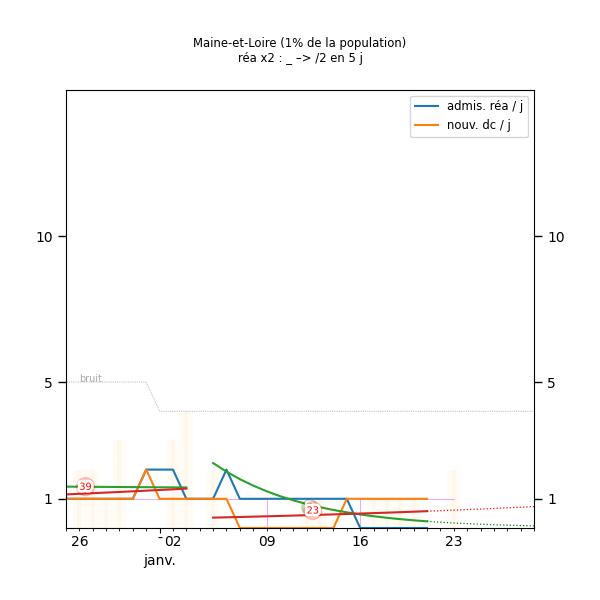 Maine-et-Loire (1% de la population)
réa x2 : _ –> /2 en 5 j
admis. réa / j
nouv. dc / j
10
10
bruit
5
5
39
23
1
1
26
02
09
16
23
janv.